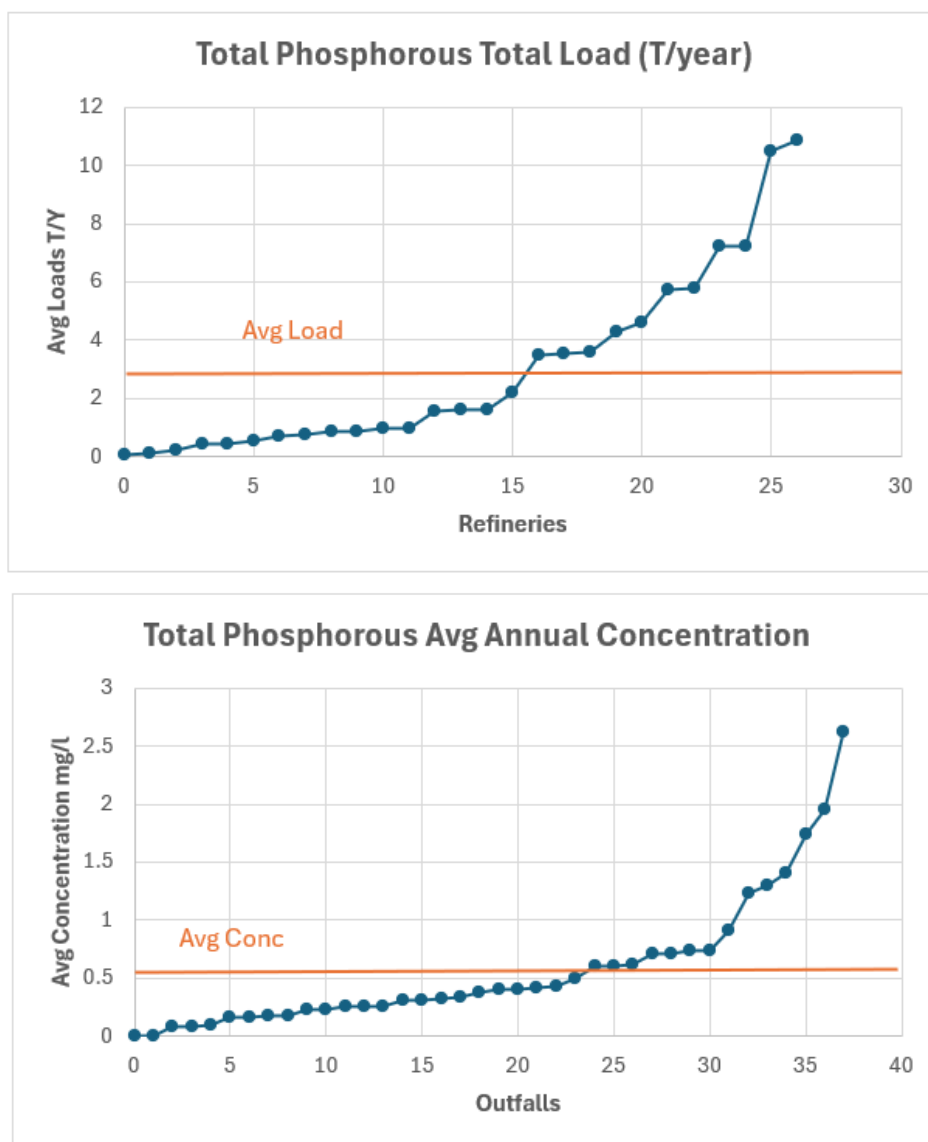 Total Phosphorous Total Load (T/year)
Avg Loads T/Y
12
10
8
6
4
2
0
Avg Load
0 5 10 15 20 25 30
Refineries
Total Phosphorous Avg Annual Concentration
Avg Concentration mg/l
3
2.5
2
1.5
1
0.5
0
Avg Conc
0 5 10 15 20 25 30 35 40
Outfalls